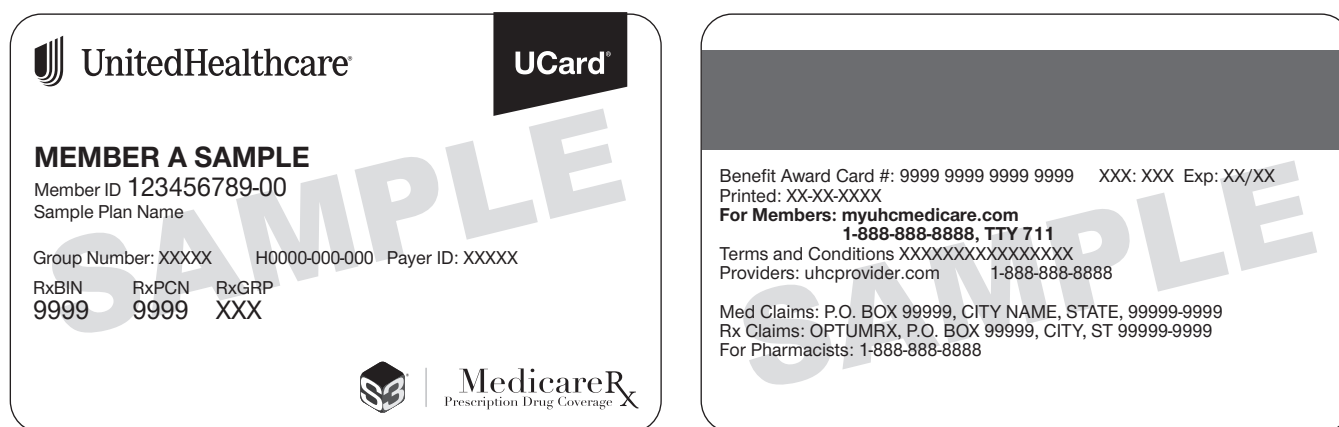 UnitedHealthcare®
UCard®
SAMPLE
MEMBER A SAMPLE
Member ID 123456789-00
Sample Plan Name
Group Number: XXXXX H0000-000-000 Payer ID: XXXXX
RxBIN RxPCN RxGRP
9999 9999 XXX
S3
MedicareRx
Prescription Drug Coverage
SAMPLE
Benefit Award Card #: 9999 9999 9999 9999 XXX: XXX Exp: XX/XX
Printed: XX-XX-XXXX
For Members: myuhcmedicare.com
1-888-888-8888, TTY 711
Terms and Conditions XXXXXXXXXXXXXXXX
Providers: uhcprovider.com 1-888-888-8888
Med Claims: P.O. BOX 99999, CITY NAME, STATE, 99999-9999
Rx Claims: OPTUMRX, P.O. BOX 99999, CITY, ST 99999-9999
For Pharmacists: 1-888-888-8888